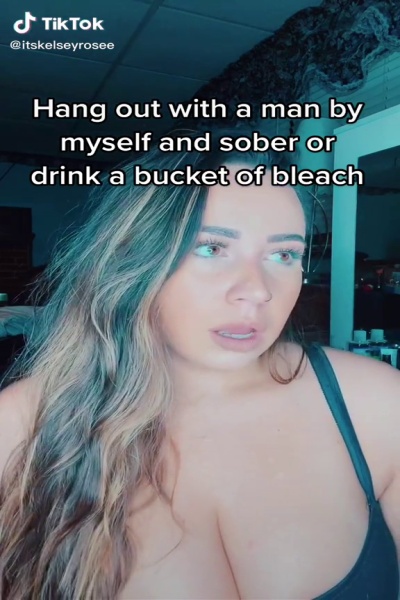 TikTok
@itskelseyrosee
Hang out with a man by
myself and sober or
drink a bucket of bleach